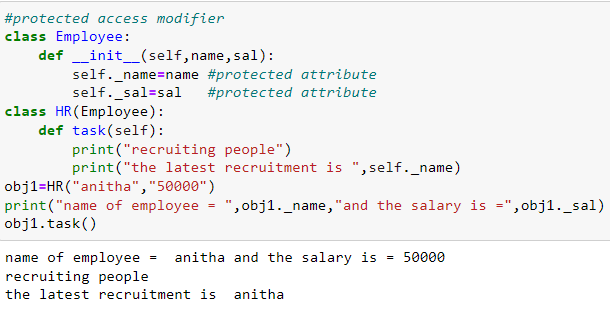 #protected access modifier
class Employee:
    def __init__(self,name,sal):
        self._name=name #protected attribute
        self._sal=sal   #protected attribute
class HR(Employee):
    def task(self):
        print("recruiting people")
        print("the latest recruitment is ",self._name)
obj1=HR("anitha","50000")
print("name of employee = ",obj1._name,"and the salary is =",obj1._sal)
obj1.task()
name of employee =  anitha and the salary is = 50000
recruiting people
the latest recruitment is  anitha